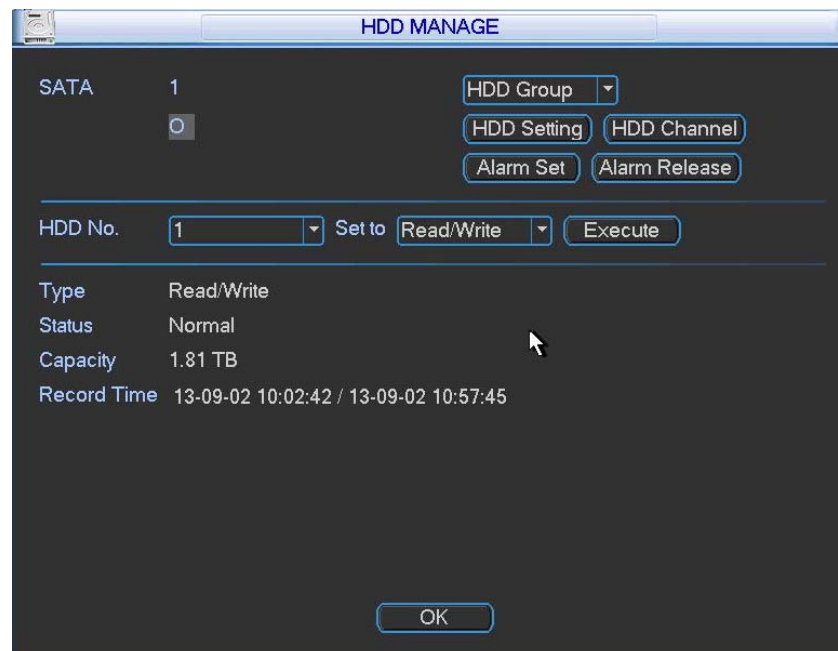 HDD MANAGE
SATA 1 HDD Group
O HDD Setting HDD Channel
Alarm Set Alarm Release
HDD No. 1 Set to Read/Write Execute
Type Read/Write
Status Normal
Capacity 1.81 TB
Record Time 13-09-02 10:02:42 / 13-09-02 10:57:45
OK